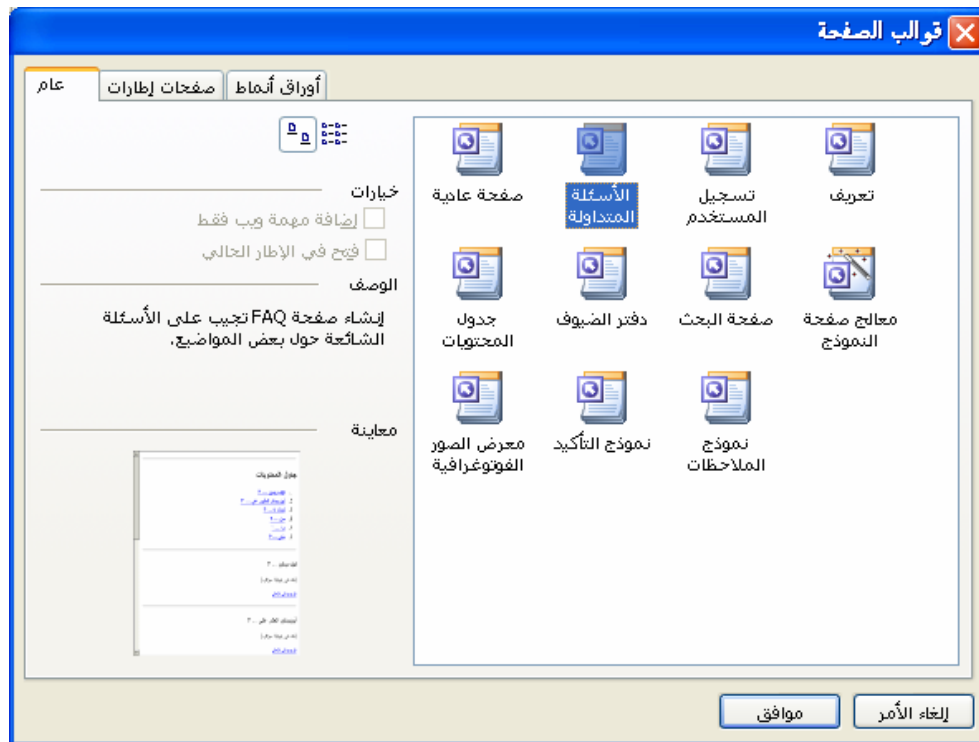 قوالب الصفحة
أوراق أنماط
صفحات إطارات
عام
تعريف
تسجيل
المستخدم
الأسئلة
المتداولة
صفحة عادية
معالج صفحة
النموذج
صفحة البحث
دفتر الضيوف
جدول
المحتويات
نموذج
الملاحظات
نموذج التأكيد
معرض الصور
الفوتوغرافية
خيارات
إضافة مهمة ويب فقط
فتح في الإطار الحالي
الوصف
إنشاء صفحة FAQ تجيب على الأسئلة
الشائعة حول بعض المواضيع.
معاينة
جدول المحتويات
إلغاء الأمر
موافق